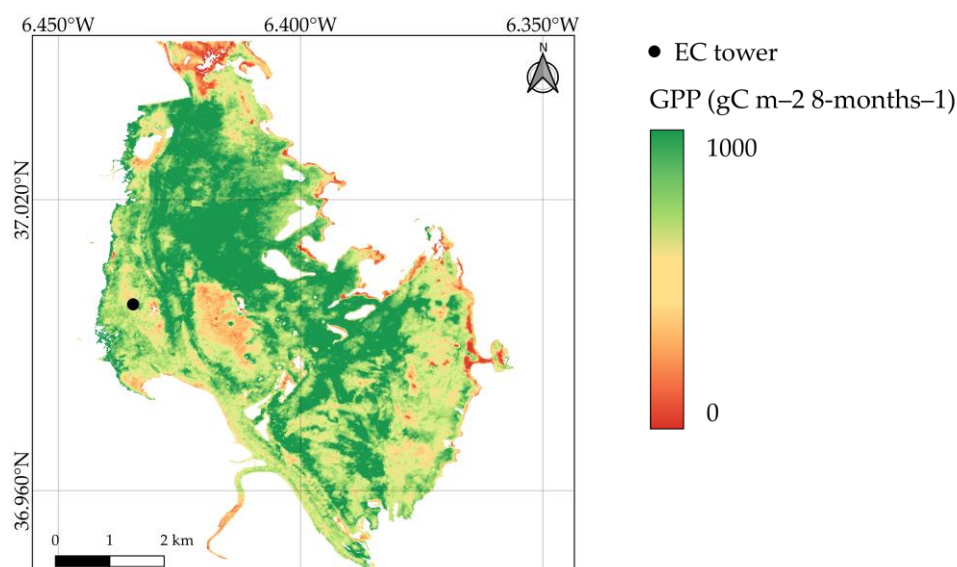 6.450°W 6.400°W 6.350°W
N
EC tower
GPP (gC m–2 8-months–1)
1000
37.020°N
0
36.960°N
0 1 2 km